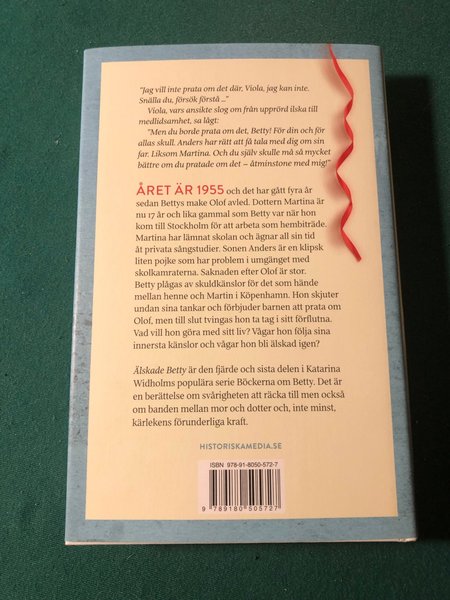 "Jag vill inte prata om det där, Viola, jag kan inte.
Snälla du, försök förstå ..."
Viola, vars ansikte slog om från upprörd ilska till
medlidsamhet, sa lågt:
"Men du borde prata om det, Betty! För din och för
allas skull. Anders har rätt att få tala med dig om sin
far. Liksom Martina. Och du själv skulle må så mycket
bättre om du pratade om det – åtminstone med mig!"
ÅRET ÄR 1955 och det har gått fyra år
sedan Bettys make Olof avled. Dottern Martina är
nu 17 år och lika gammal som Betty var när hon
kom till Stockholm för att arbeta som hembiträde.
Martina har lämnat skolan och ägnar all sin tid
åt privata sångstudier. Sonen Anders är en klipsk
liten pojke som har problem i umgänget med
skolkamraterna. Saknaden efter Olof är stor.
Betty plågas av skuldkänslor för det som hände
mellan henne och Martin i Köpenhamn. Hon skjuter
undan sina tankar och förbjuder barnen att prata om
Olof, men till slut tvingas hon ta tag i sitt förflutna.
Vad vill hon göra med sitt liv? Vågar hon följa sina
innersta känslor och vågar hon bli älskad igen?
Älskade Betty är den fjärde och sista delen i Katarina
Widholms populära serie Böckerna om Betty. Det är
en berättelse om svårigheten att räcka till men också
om banden mellan mor och dotter och, inte minst,
kärlekens förunderliga kraft.
HISTORISKAMEDIA.SE
ISBN 978-91-8050-572-7
9 789180 505727